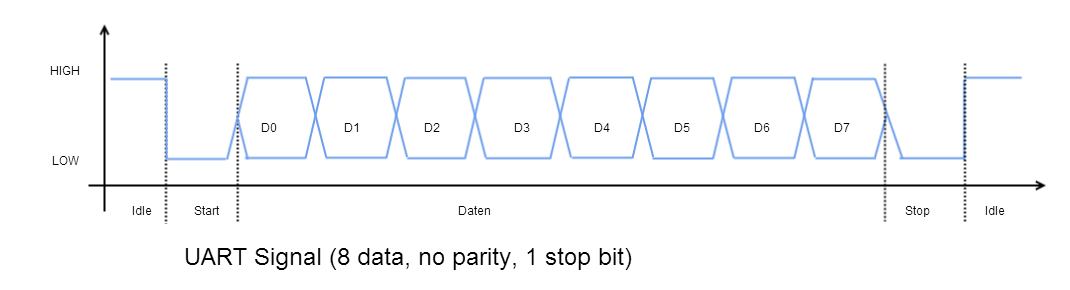 HIGH
D0 D1 D2 D3 D4 D5 D6 D7
LOW
Idle Start Daten Stop Idle
UART Signal (8 data, no parity, 1 stop bit)